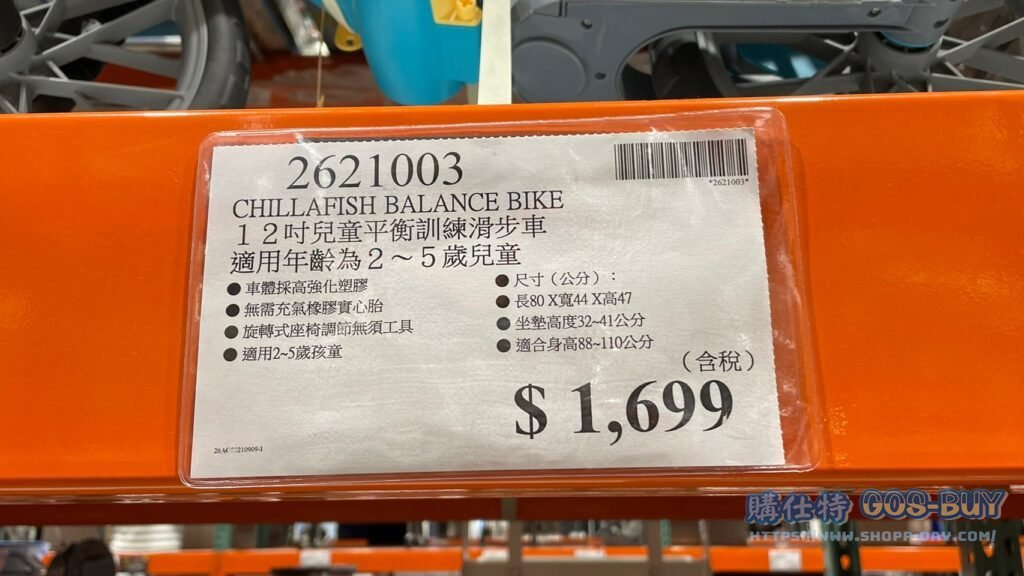 2621003
*2621003*
CHILLAFISH BALANCE BIKE
12吋兒童平衡訓練滑步車
適用年齡為2～5歲兒童
●車體採高強化塑膠
●無需充氣橡膠實心胎
●旋轉式座椅調節無須工具
●適用2~5歲孩童
●尺寸（公分）：
●長80 X寬44 X高47
●坐墊高度32~41公分
●適合身高88~110公分
（含稅）
$ 1,699
購仕特 GOS-BUY
HTTPS://WWW.SHOPP-DAY.COM/